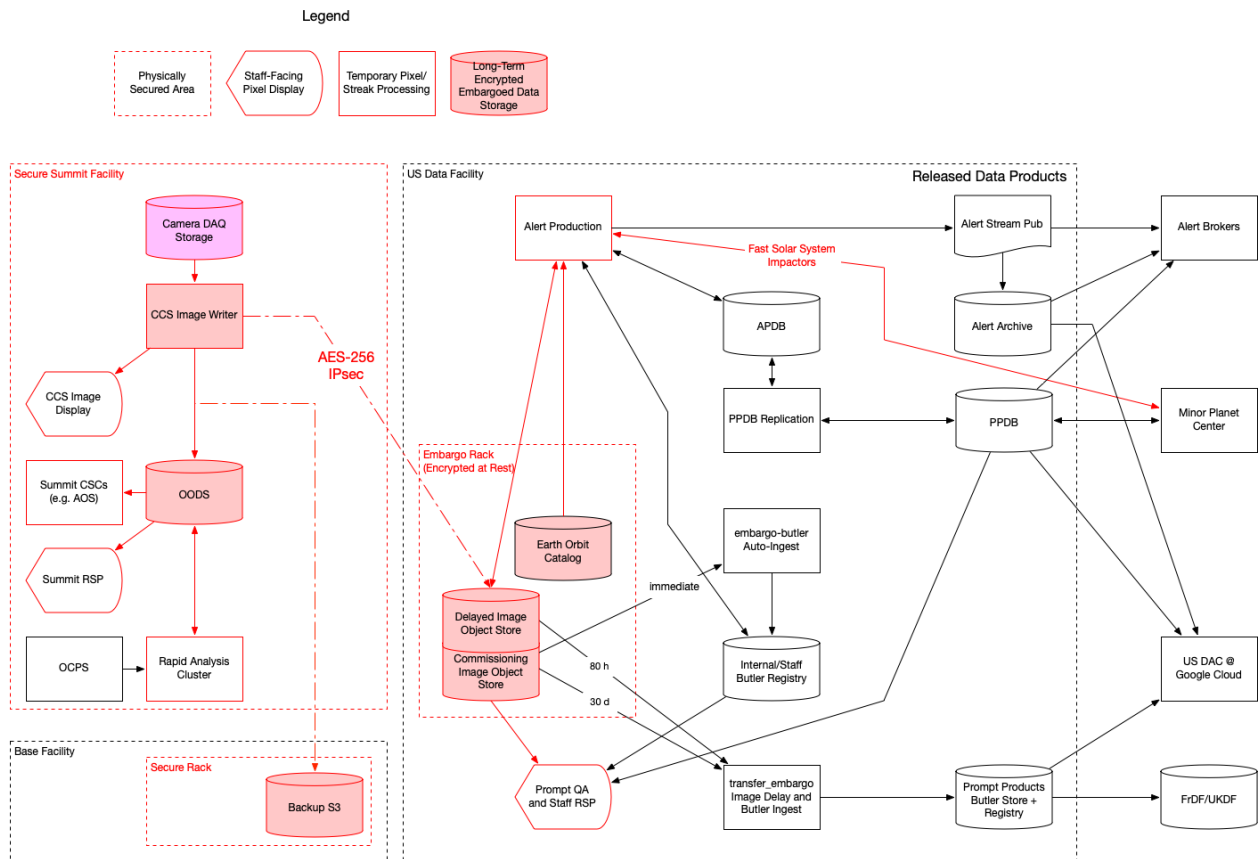 Legend
Physically
Secured Area
Staff-Facing
Pixel Display
Temporary Pixel/
Streak Processing
Long-Term
Encrypted
Embargoed Data
Storage
Secure Summit Facility
Camera DAQ
Storage
CCS Image Writer
CCS Image
Display
Summit CSCs
(e.g. AOS)
OODS
Summit RSP
OCPS
Rapid Analysis
Cluster
AES-256
IPsec
Base Facility
Secure Rack
Backup S3
US Data Facility
Released Data Products
Alert Production
Alert Stream Pub
Alert Brokers
Fast Solar System
Impactors
APDB
Alert Archive
PPDB Replication
PPDB
Minor Planet
Center
Embargo Rack
(Encrypted at Rest)
Earth Orbit
Catalog
embargo-butler
Auto-Ingest
immediate
Delayed Image
Object Store
Commissioning
Image Object
Store
80 h
30 d
Internal/Staff
Butler Registry
US DAC @
Google Cloud
Prompt QA
and Staff RSP
transfer_embargo
Image Delay and
Butler Ingest
Prompt Products
Butler Store +
Registry
FrDF/UKDF